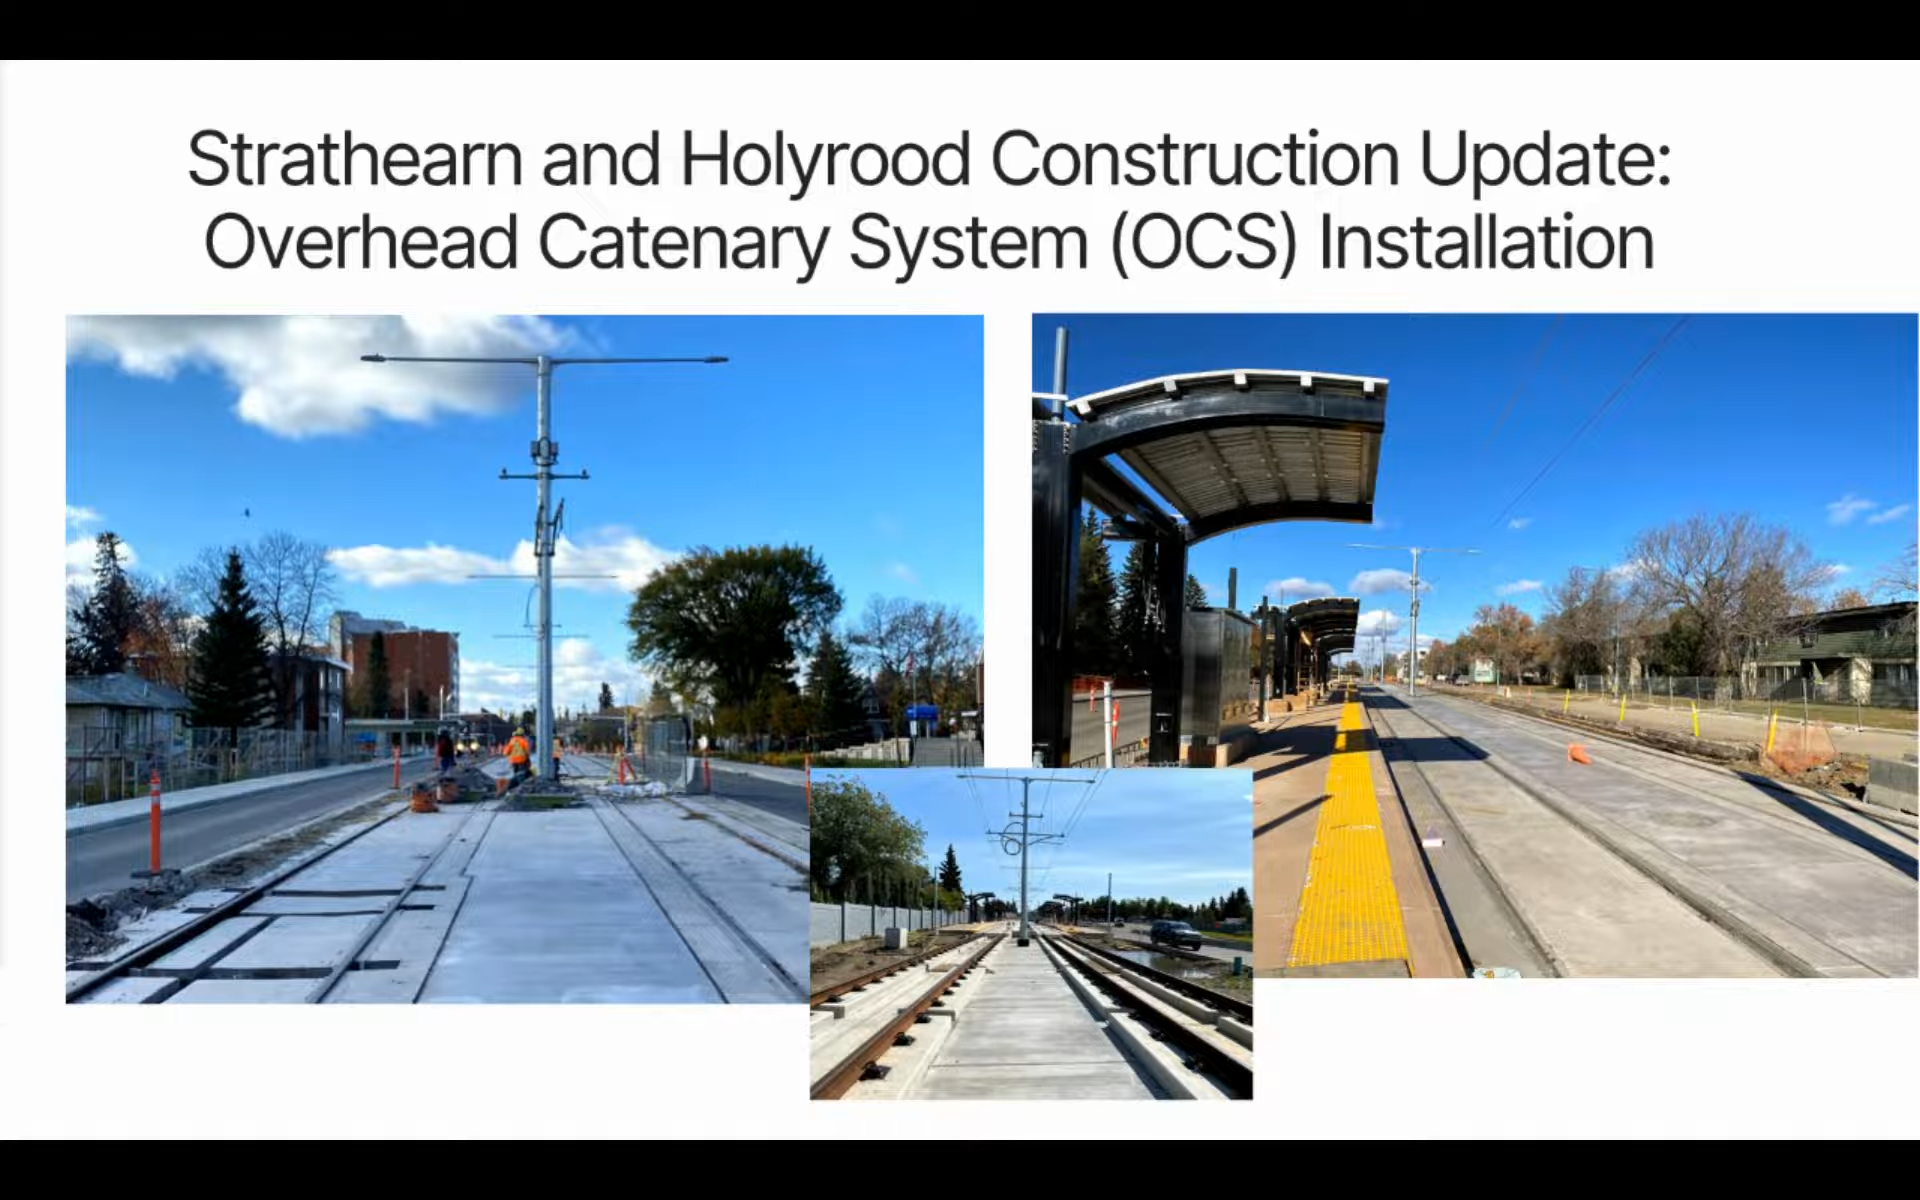 Strathearn and Holyrood Construction Update:
Overhead Catenary System (OCS) Installation